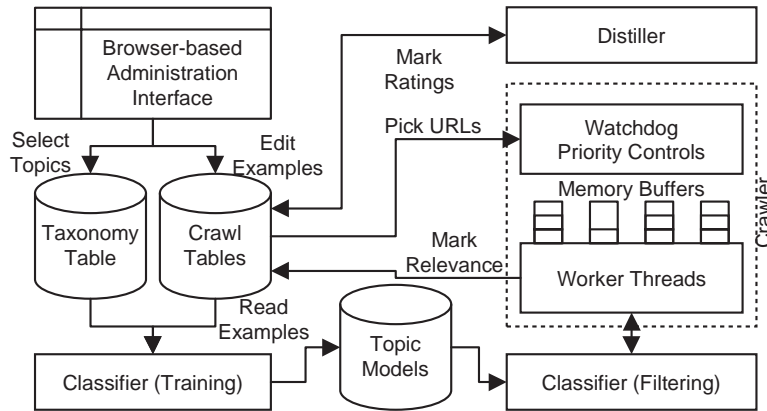 Browser-based
Administration
Interface
Distiller
Mark
Ratings
Select
Topics
Edit
Examples
Pick URLs
Watchdog
Priority Controls
Crawler
Memory Buffers
Taxonomy
Table
Crawl
Tables
Mark
Relevance
Worker Threads
Read
Examples
Topic
Models
Classifier (Training)
Classifier (Filtering)